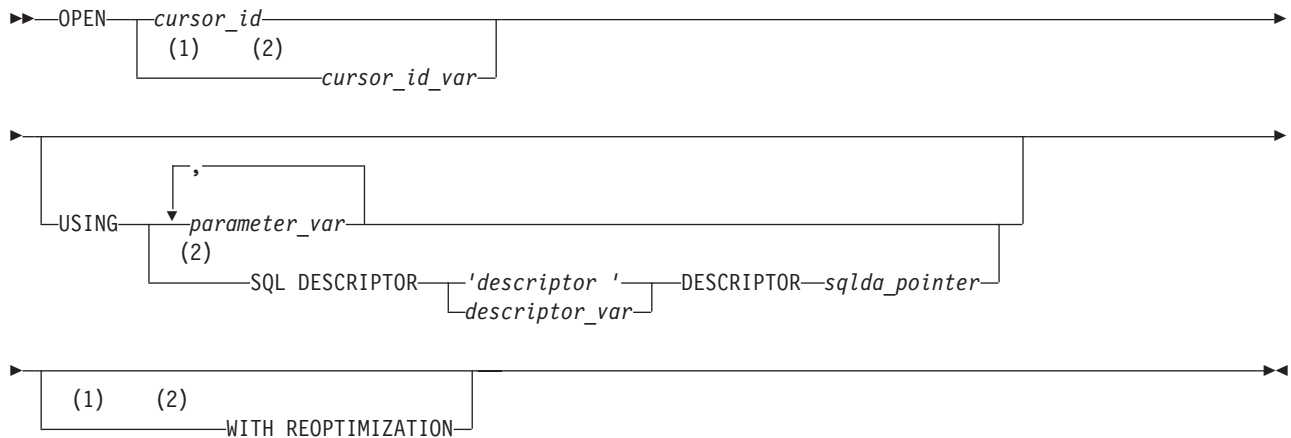 OPEN cursor_id
(1) (2)
cursor_id_var
,
USING parameter_var
(2)
SQL DESCRIPTOR 'descriptor ' DESCRIPTOR sqlda_pointer
descriptor_var
(1) (2)
WITH REOPTIMIZATION